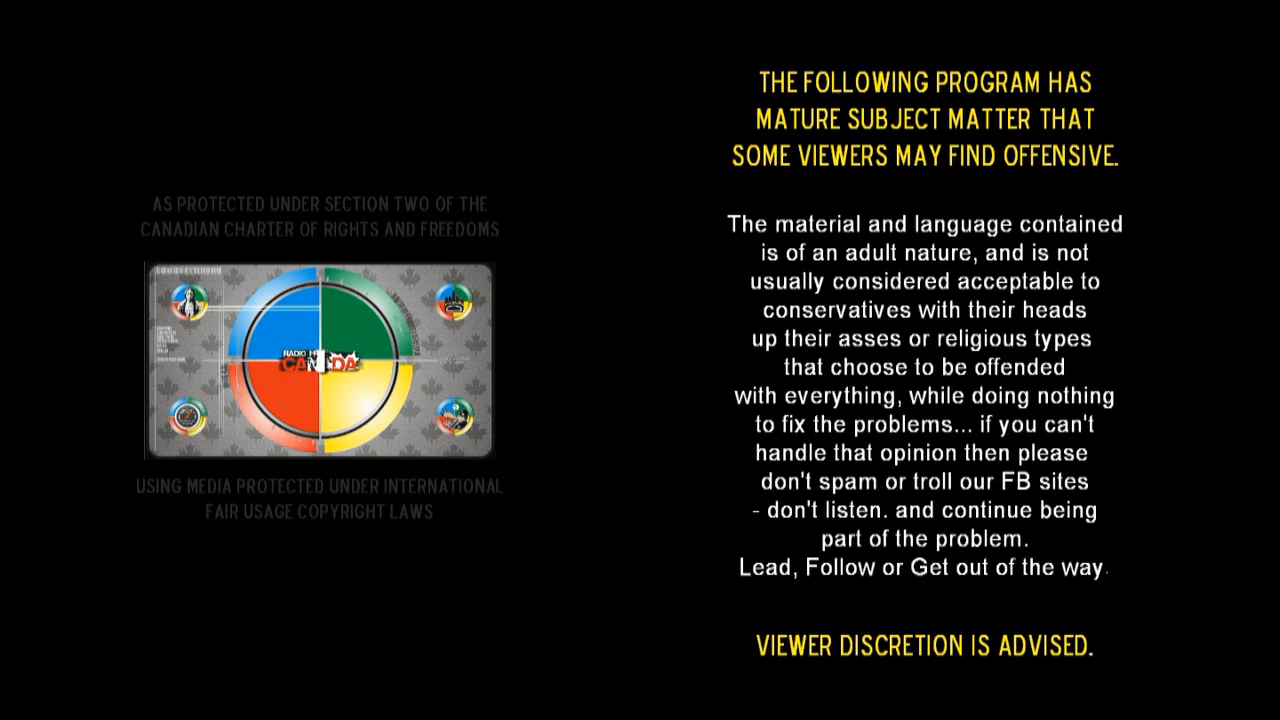 AS PROTECTED UNDER SECTION TWO OF THE
CANADIAN CHARTER OF RIGHTS AND FREEDOMS
RADIO
CANADA
USING MEDIA PROTECTED UNDER INTERNATIONAL
FAIR USAGE COPYRIGHT LAWS
THE FOLLOWING PROGRAM HAS
MATURE SUBJECT MATTER THAT
SOME VIEWERS MAY FIND OFFENSIVE.
The material and language contained
is of an adult nature, and is not
usually considered acceptable to
conservatives with their heads
up their asses or religious types
that choose to be offended
with everything, while doing nothing
to fix the problems... if you can't
handle that opinion then please
don't spam or troll our FB sites
- don't listen. and continue being
part of the problem.
Lead, Follow or Get out of the way.
VIEWER DISCRETION IS ADVISED.